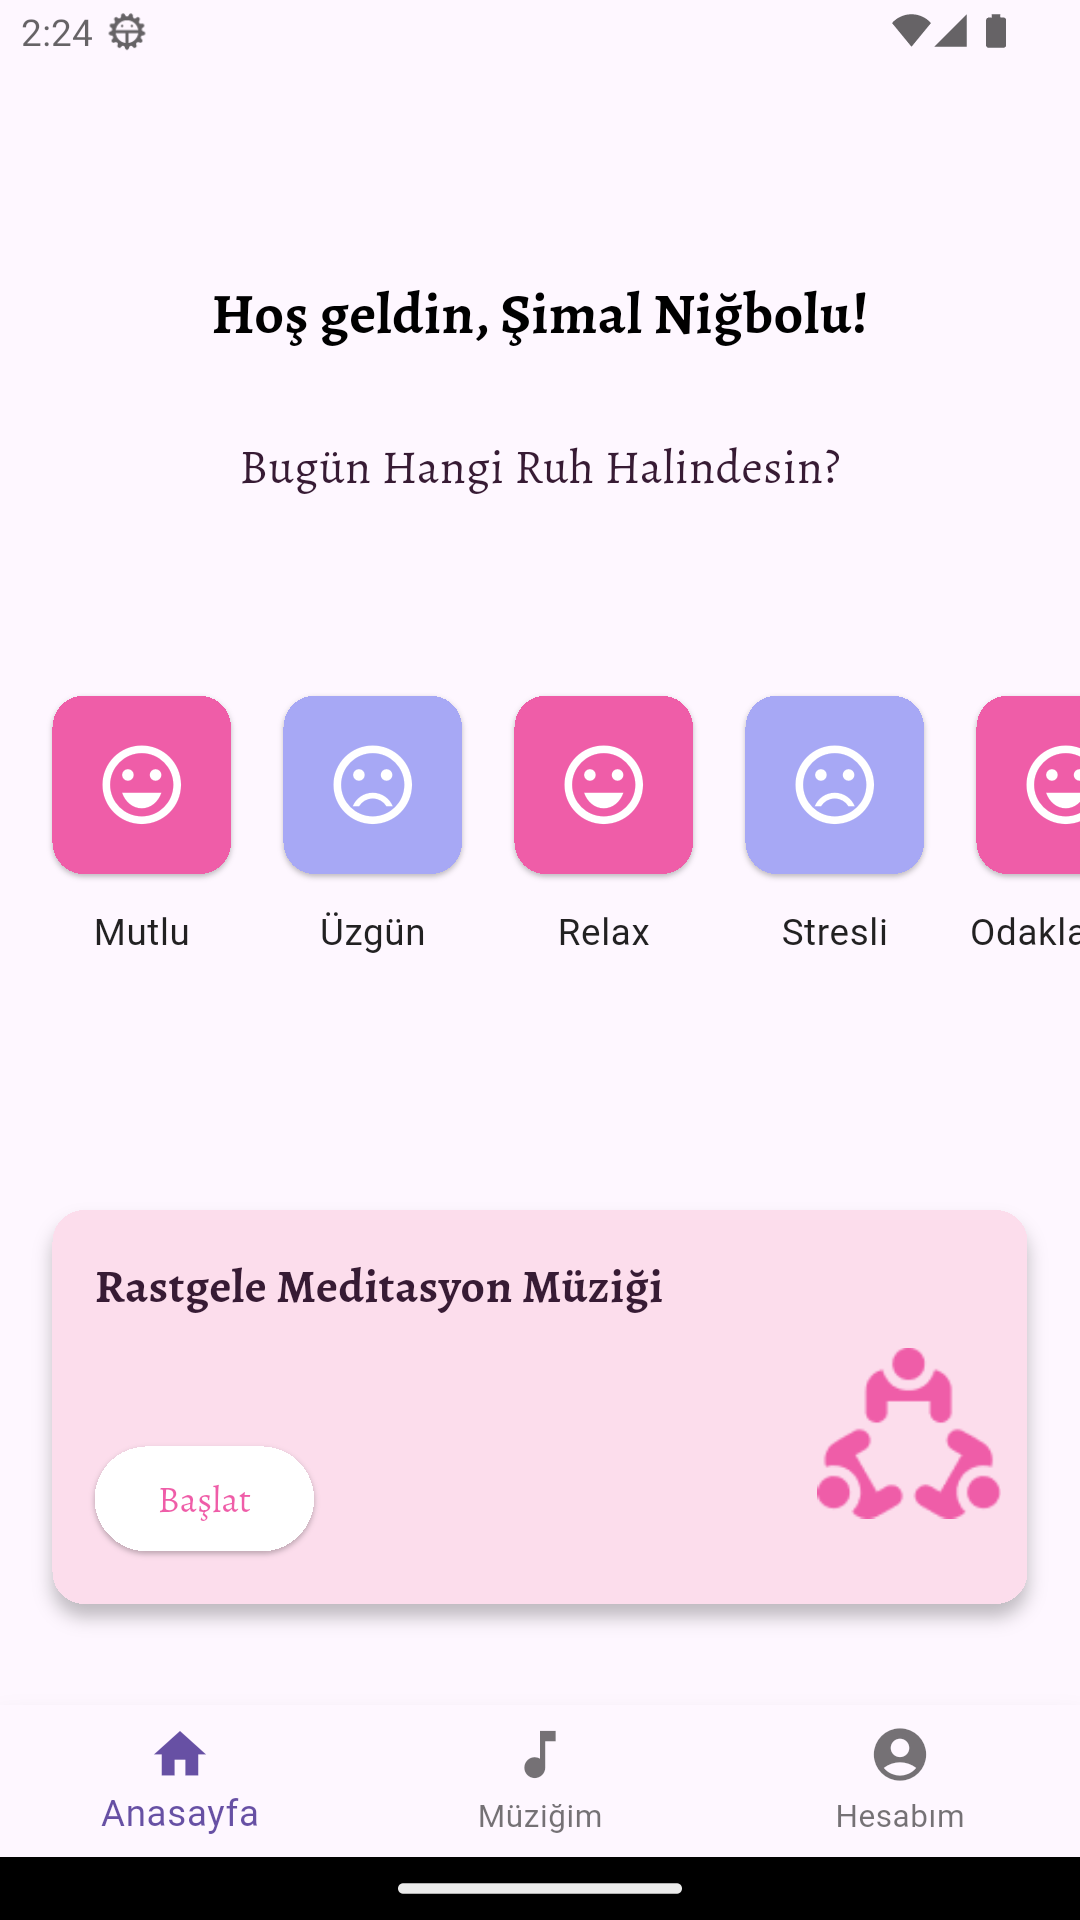 2:24
Hoş geldin, Şimal Niğbolu!
Bugün Hangi Ruh Halindesin?
Mutlu Üzgün Relax Stresli
Rastgele Meditasyon Müziği
Başlat
Anasayfa Müziğim Hesabım